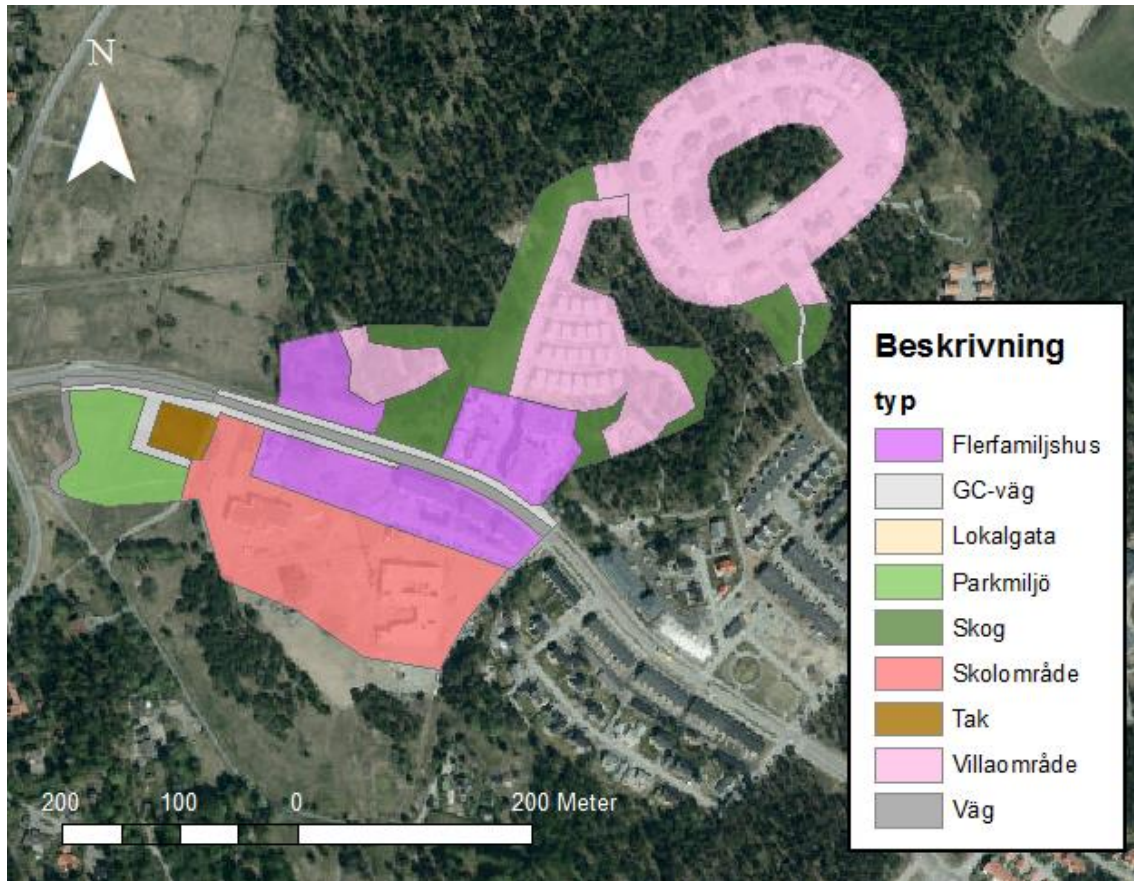 N
Beskrivning
typ
Flerfamiljshus
GC-väg
Lokalgata
Parkmiljö
Skog
Skolområde
Tak
Villaområde
Väg
200 100 0 200 Meter